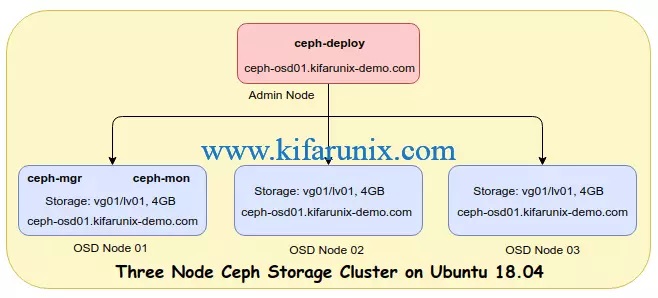 ceph-deploy
ceph-osd01.kifarunix-demo.com
Admin Node
www.kifarunix.com
ceph-mgr ceph-mon
Storage: vg01/lv01, 4GB
ceph-osd01.kifarunix-demo.com
OSD Node 01
Storage: vg01/lv01, 4GB
ceph-osd01.kifarunix-demo.com
OSD Node 02
Storage: vg01/lv01, 4GB
ceph-osd01.kifarunix-demo.com
OSD Node 03
Three Node Ceph Storage Cluster on Ubuntu 18.04